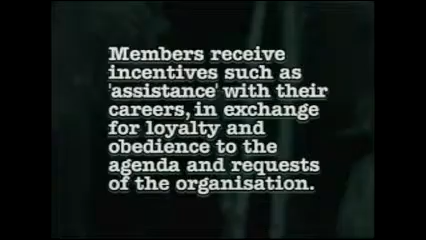 Members receive
incentives such as
'assistance' with their
careers, in exchange
for loyalty and
obedience to the
agenda and requests
of the organisation.